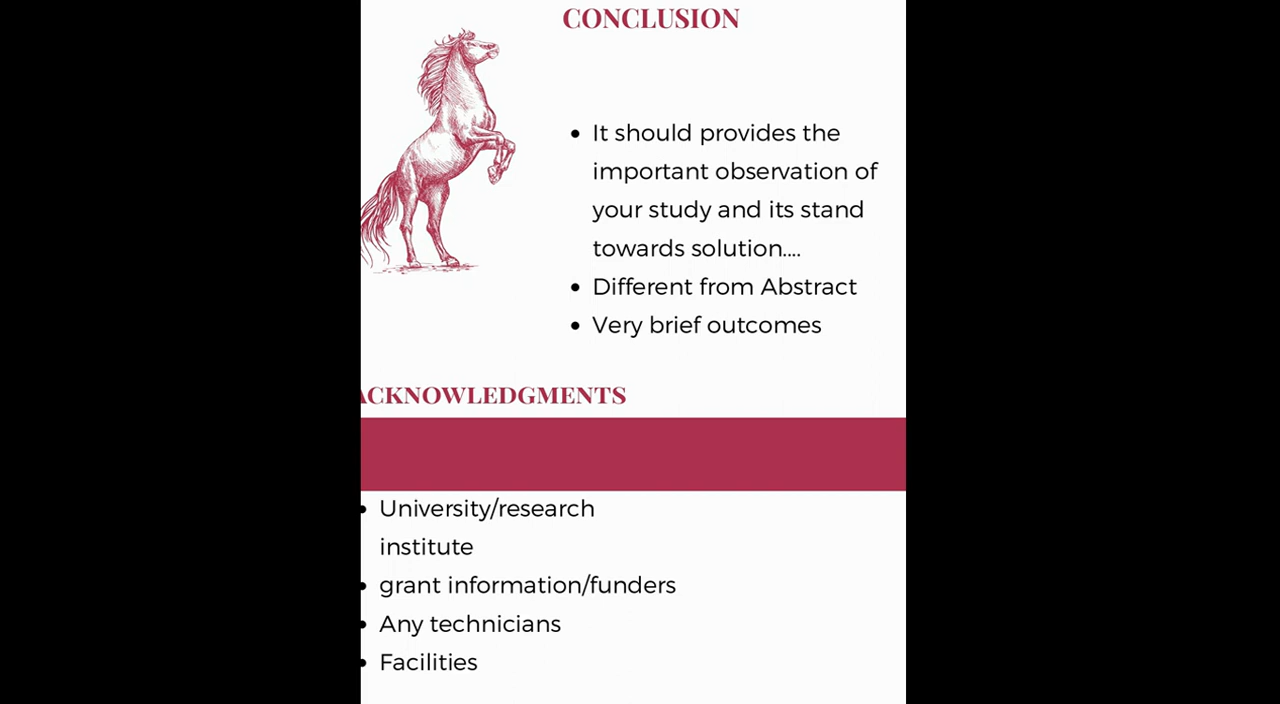 CONCLUSION
• It should provides the
important observation of
your study and its stand
towards solution....
• Different from Abstract
• Very brief outcomes
ACKNOWLEDGMENTS
• University/research
institute
• grant information/funders
• Any technicians
• Facilities